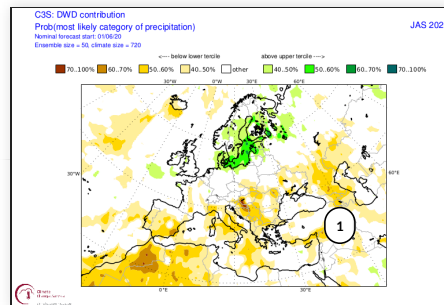 C3S: DWD contribution
Prob(most likely category of precipitation) JAS 202
Nominal forecast start: 01/06/20
Ensemble size = 50, climate size = 720
<---- below lower tercile above upper tercile ---->
70..100% 60..70% 50..60% 40..50% other 40..50% 50..60% 60..70% 70..100%
30°W 0°E 30°E 60°E
30°W 60°E
1
0°E 30°E